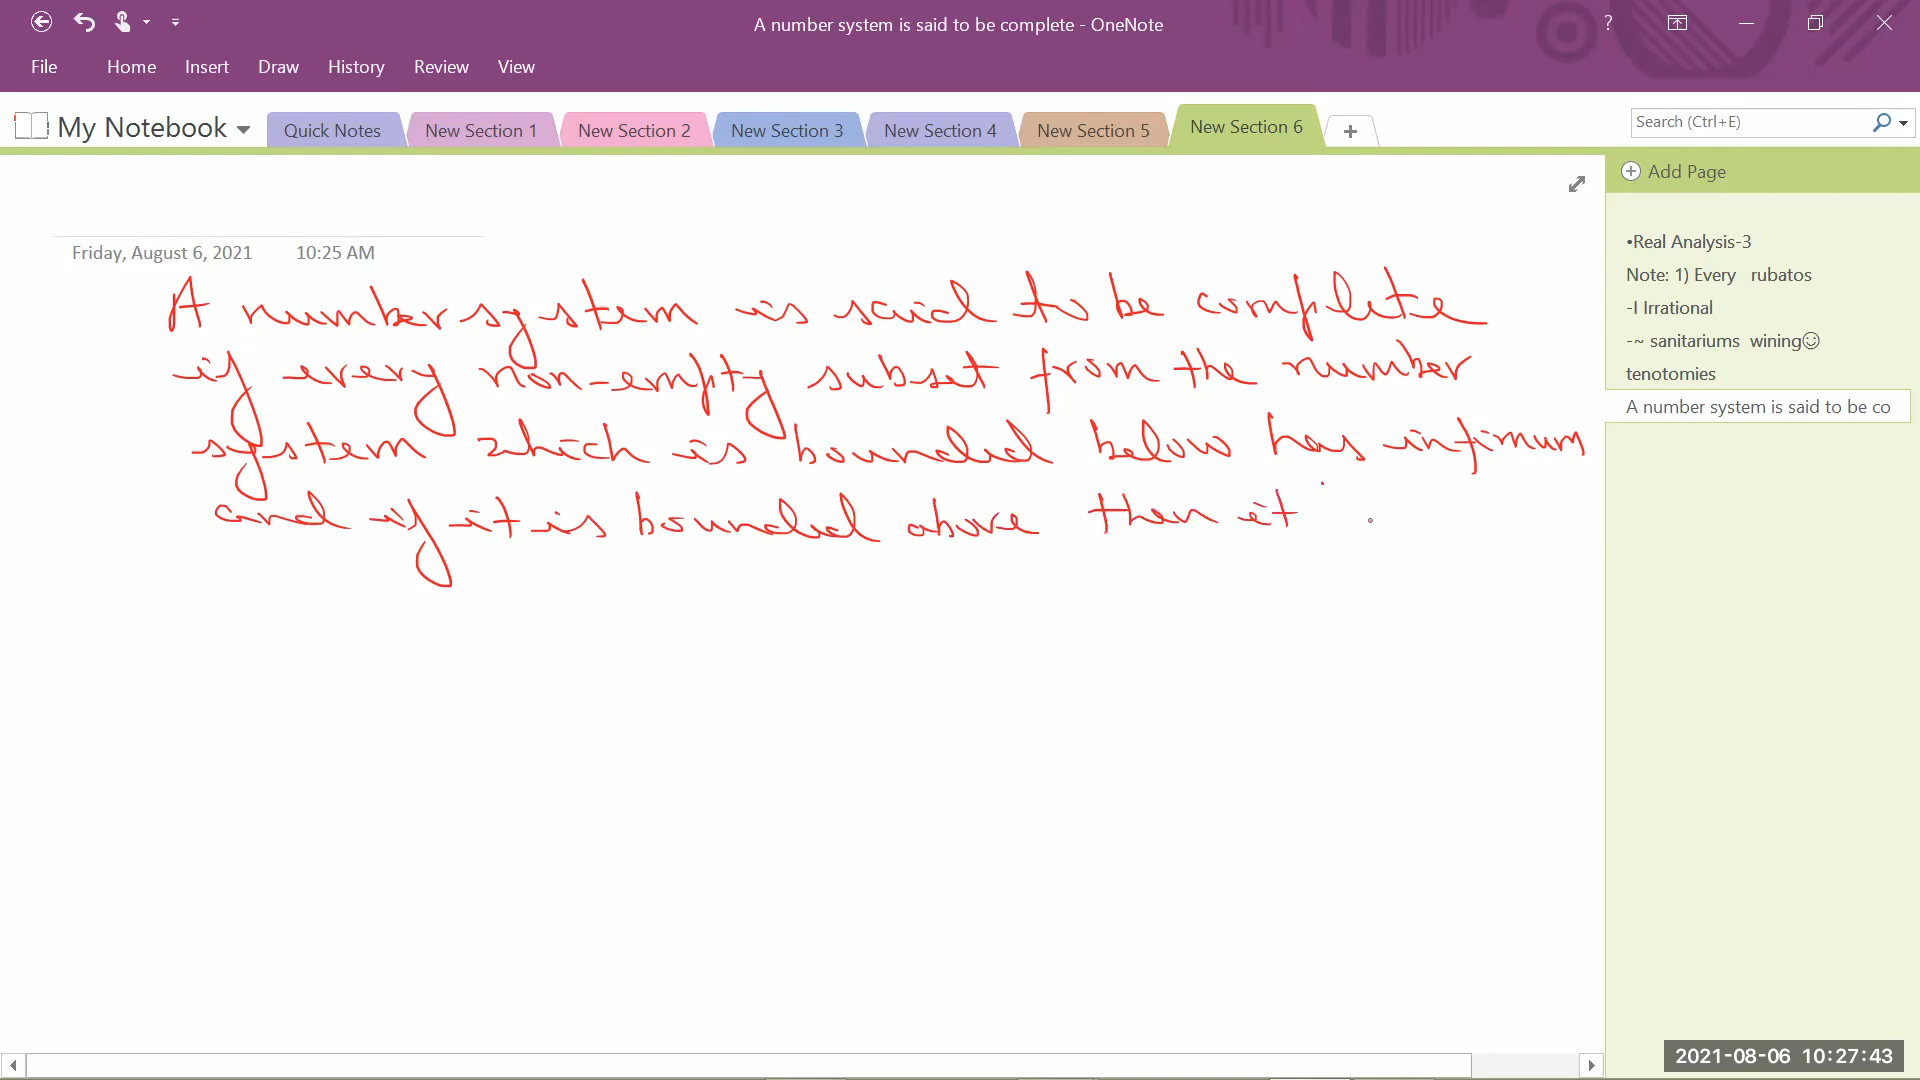 A number system is said to be complete - OneNote
?
File Home Insert Draw History Review View
My Notebook Quick Notes New Section 1 New Section 2 New Section 3 New Section 4 New Section 5 New Section 6 + Search (Ctrl+E)
Add Page
Friday, August 6, 2021 10:25 AM
A number system is said to be complete
if every non-empty subset from the number
system which is bounded below has infimum
and if it is bounded above then it
•Real Analysis-3
Note: 1) Every rubatos
-I Irrational
-~ sanitariums wining☺
tenotomies
A number system is said to be co
2021-08-06 10:27:43